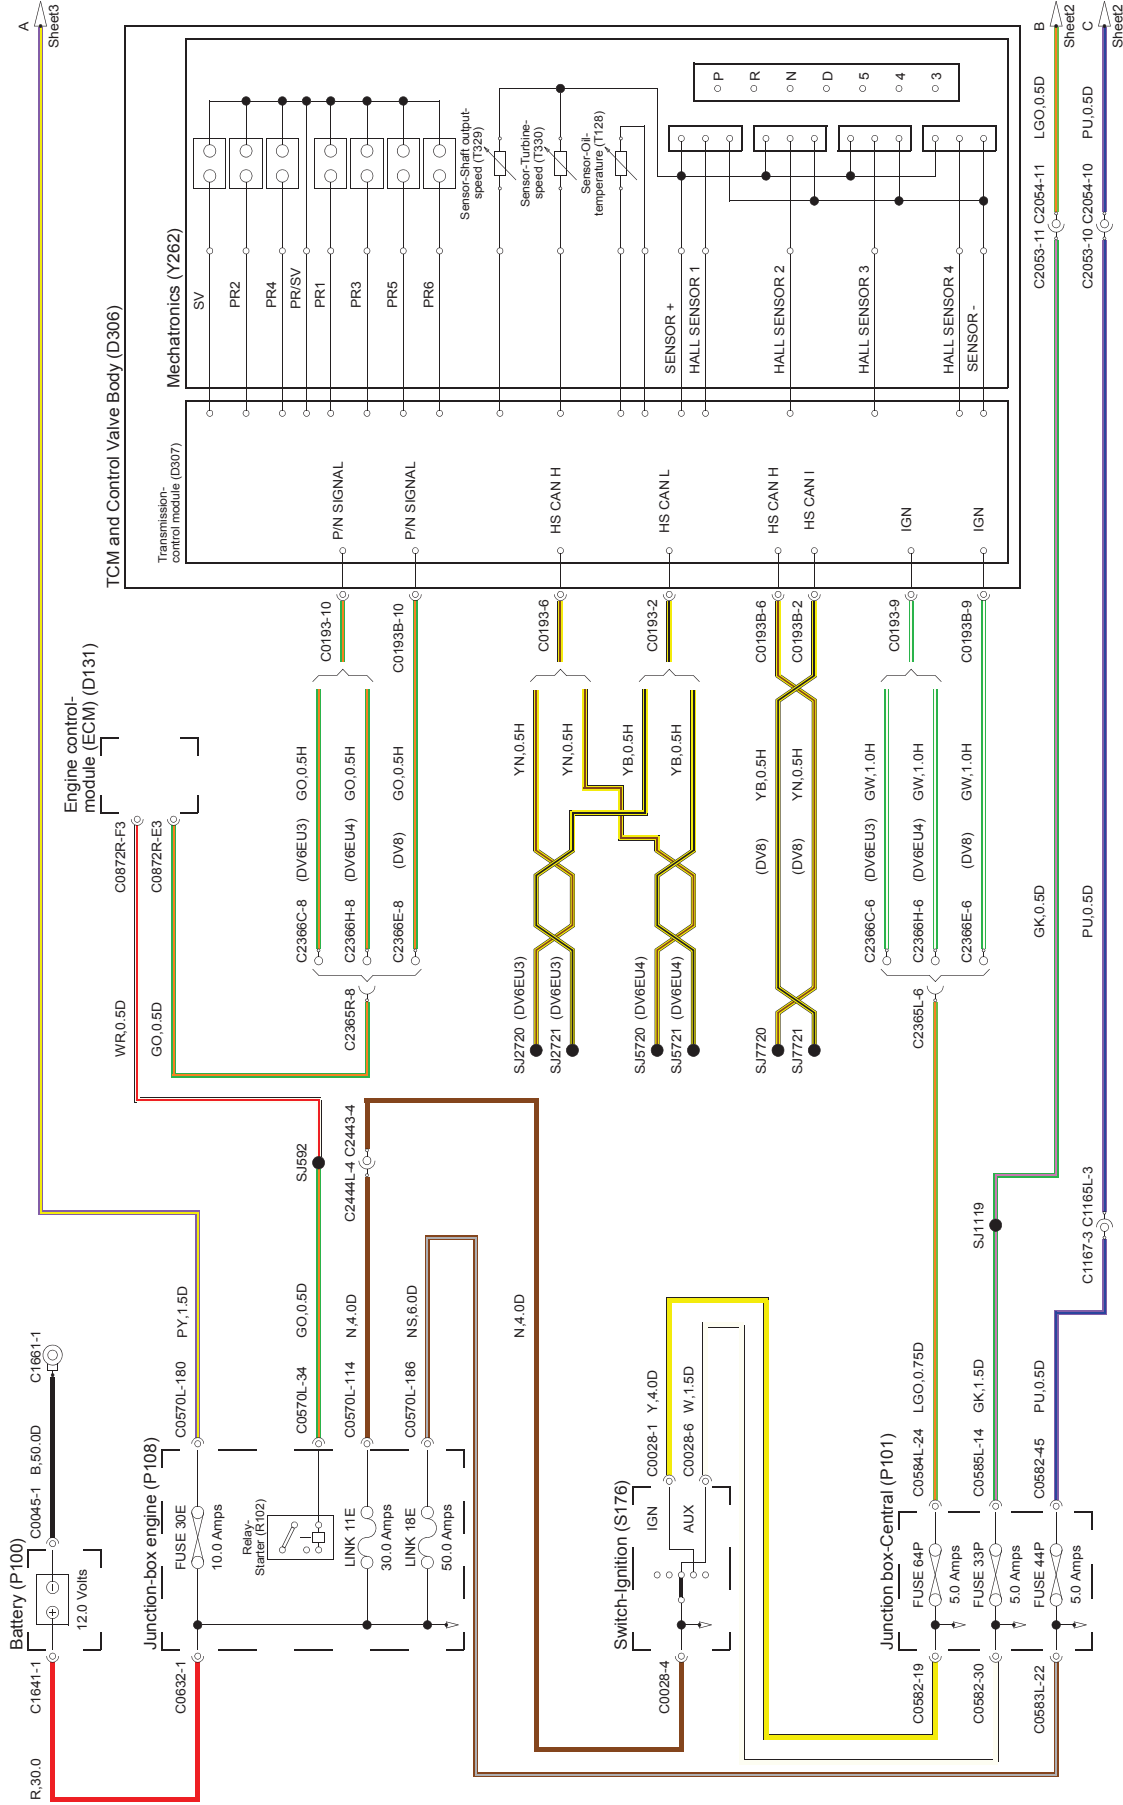 A
Sheet3
B
Sheet2
C
Sheet2
TCM and Control Valve Body (D306)
Mechatronics (Y262)
SV
PR2
PR4
PR/SV
PR1
PR3
PR5
PR6
Sensor-Shaft output-
speed (T329)
Sensor-Turbine-
speed (T330)
Sensor-Oil-
temperature (T128)
P
R
N
D
5
4
3
SENSOR +
HALL SENSOR 1
HALL SENSOR 2
HALL SENSOR 3
HALL SENSOR 4
SENSOR -
Transmission-
control module (D307)
P/N SIGNAL
P/N SIGNAL
HS CAN H
HS CAN L
HS CAN H
HS CAN l
IGN
IGN
C0193-10
C0193B-10
C0193-6
C0193-2
C0193B-6
C0193B-2
C0193-9
C0193B-9
Engine control-
module (ECM) (D131)
C0872R-F3
C0872R-E3
WR,0.5D
GO,0.5D
GO,0.5H
GO,0.5H
GO,0.5H
(DV6EU3)
(DV6EU4)
(DV8)
C2366C-8
C2366H-8
C2366E-8
C2365R-8
YN,0.5H
YN,0.5H
YB,0.5H
YB,0.5H
YB,0.5H
YN,0.5H
(DV8)
(DV8)
SJ2720 (DV6EU3)
SJ2721 (DV6EU3)
SJ5720 (DV6EU4)
SJ5721 (DV6EU4)
SJ7720
SJ7721
GW,1.0H
GW,1.0H
GW,1.0H
(DV6EU3)
(DV6EU4)
(DV8)
C2366C-6
C2366H-6
C2366E-6
C2365L-6
LGO,0.5D
PU,0.5D
C2053-11 C2054-11
C2053-10 C2054-10
GK,0.5D
PU,0.5D
SJ592
C2444L-4 C2443-4
SJ1119
C1167-3 C1165L-3
PY,1.5D
GO,0.5D
N,4.0D
NS,6.0D
N,4.0D
C0570L-180
C0570L-34
C0570L-114
C0570L-186
Y,4.0D
W,1.5D
C0028-1
C0028-6
LGO,0.75D
GK,1.5D
PU,0.5D
C0584L-24
C0585L-14
C0582-45
C1661-1
B,50.0D
C0045-1
Battery (P100)
12.0 Volts
C1641-1
R,30.0
Junction-box engine (P108)
FUSE 30E
10.0 Amps
Relay-
Starter (R102)
LINK 11E
30.0 Amps
LINK 18E
50.0 Amps
C0632-1
Switch-Ignition (S176)
IGN
AUX
C0028-4
Junction box-Central (P101)
FUSE 64P
5.0 Amps
FUSE 33P
5.0 Amps
FUSE 44P
5.0 Amps
C0582-19
C0582-30
C0583L-22